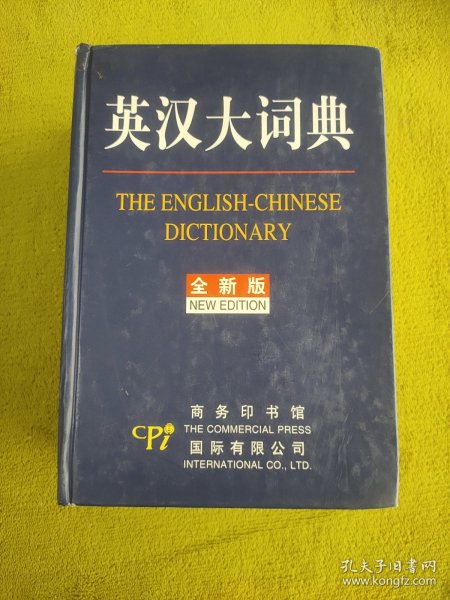 英汉大词典
THE ENGLISH-CHINESE
DICTIONARY
全新版
NEW EDITION
商务印书馆
THE COMMERCIAL PRESS
CPi
国际有限公司
INTERNATIONAL CO., LTD.
孔夫子旧书网
www.kongfz.com